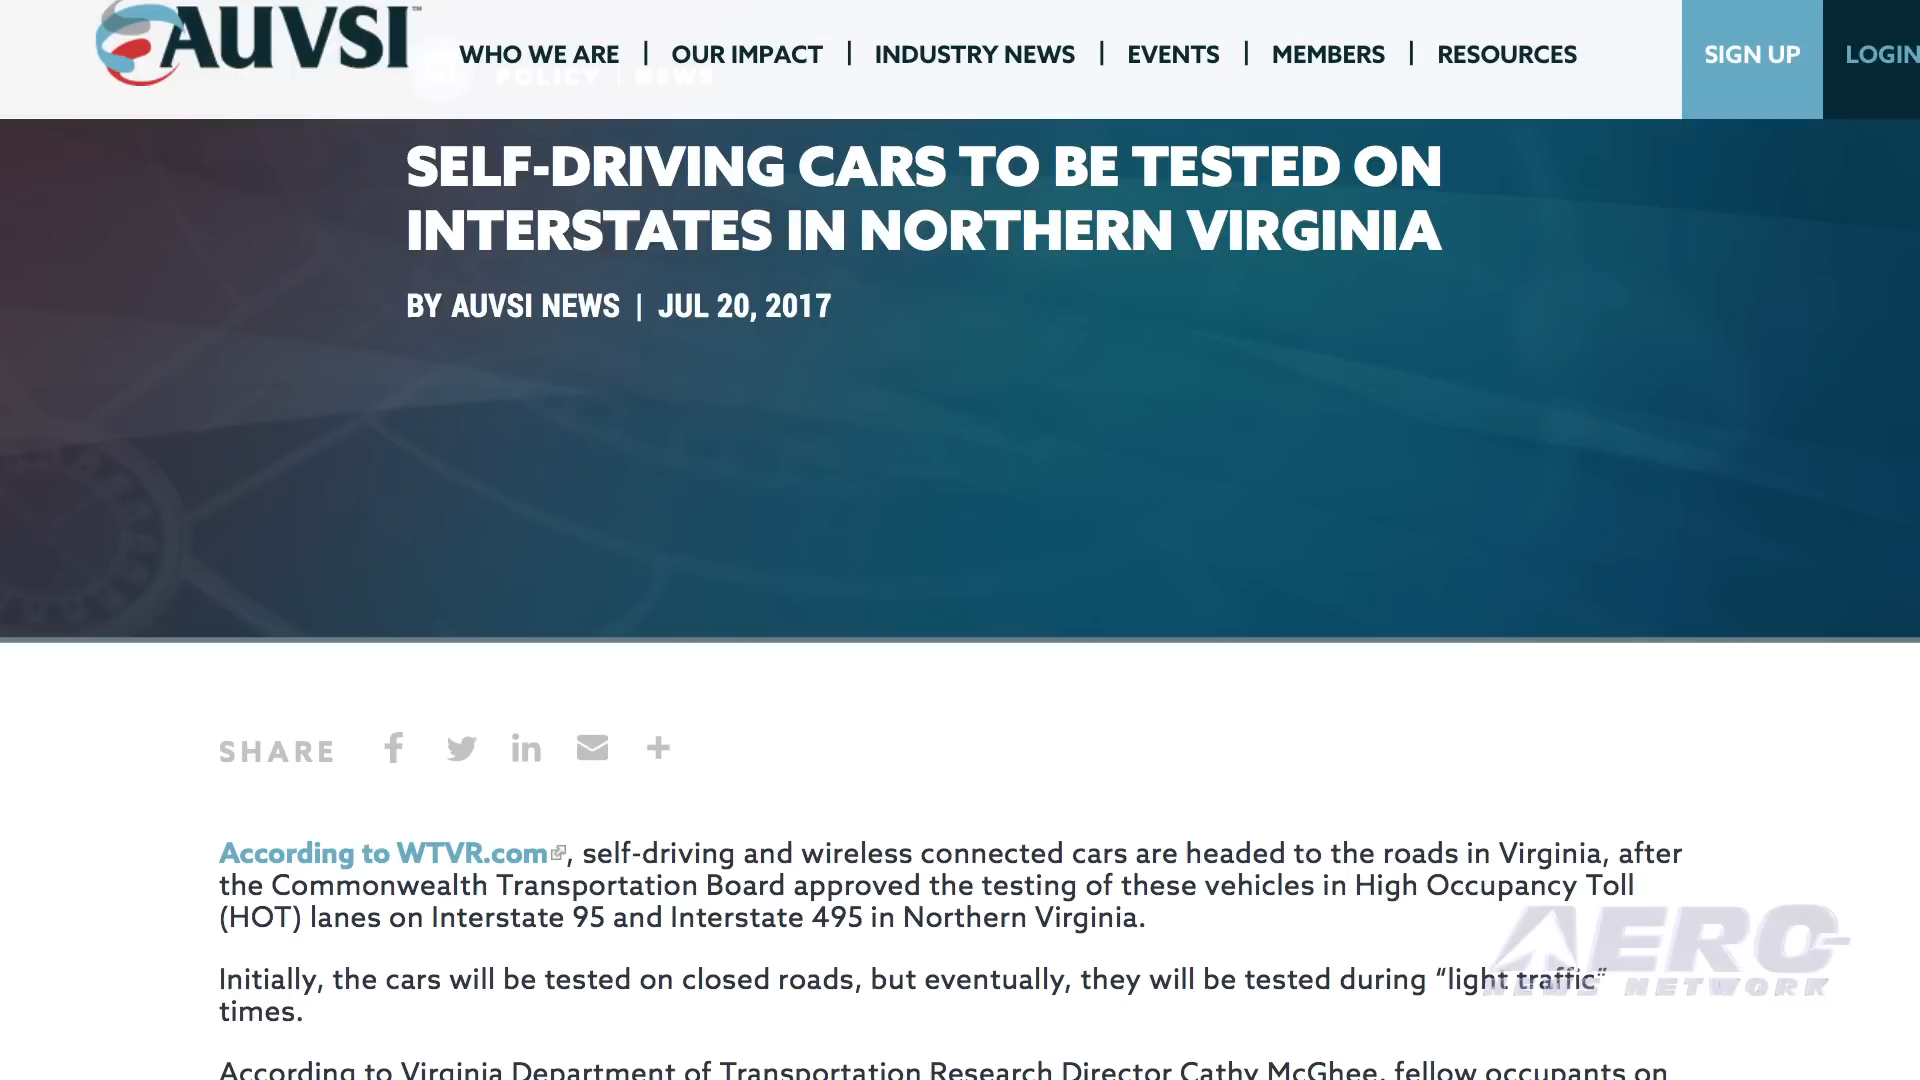 AUVSI™
WHO WE ARE | OUR IMPACT | INDUSTRY NEWS | EVENTS | MEMBERS | RESOURCES
SIGN UP
LOGIN
POLICY | NEWS
SELF-DRIVING CARS TO BE TESTED ON
INTERSTATES IN NORTHERN VIRGINIA
BY AUVSI NEWS | JUL 20, 2017
SHARE
According to WTVR.com, self-driving and wireless connected cars are headed to the roads in Virginia, after
the Commonwealth Transportation Board approved the testing of these vehicles in High Occupancy Toll
(HOT) lanes on Interstate 95 and Interstate 495 in Northern Virginia.
Initially, the cars will be tested on closed roads, but eventually, they will be tested during “light traffic”
times.
According to Virginia Department of Transportation Research Director Cathy McGhee, fellow occupants on
AERO-
NEWS NETWORK